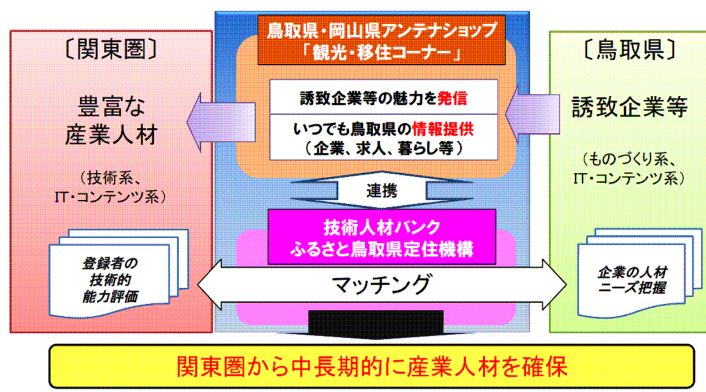 〔関東圏〕
豊富な
産業人材
(技術系、
IT・コンテンツ系)
登録者の
技術的
能力評価
鳥取県・岡山県アンテナショップ
「観光・移住コーナー」
誘致企業等の魅力を発信
いつでも鳥取県の情報提供
(企業、求人、暮らし等)
連携
技術人材バンク
ふるさと鳥取県定住機構
マッチング
〔鳥取県〕
誘致企業等
(ものづくり系、
IT・コンテンツ系)
企業の人材
ニーズ把握
関東圏から中長期的に産業人材を確保